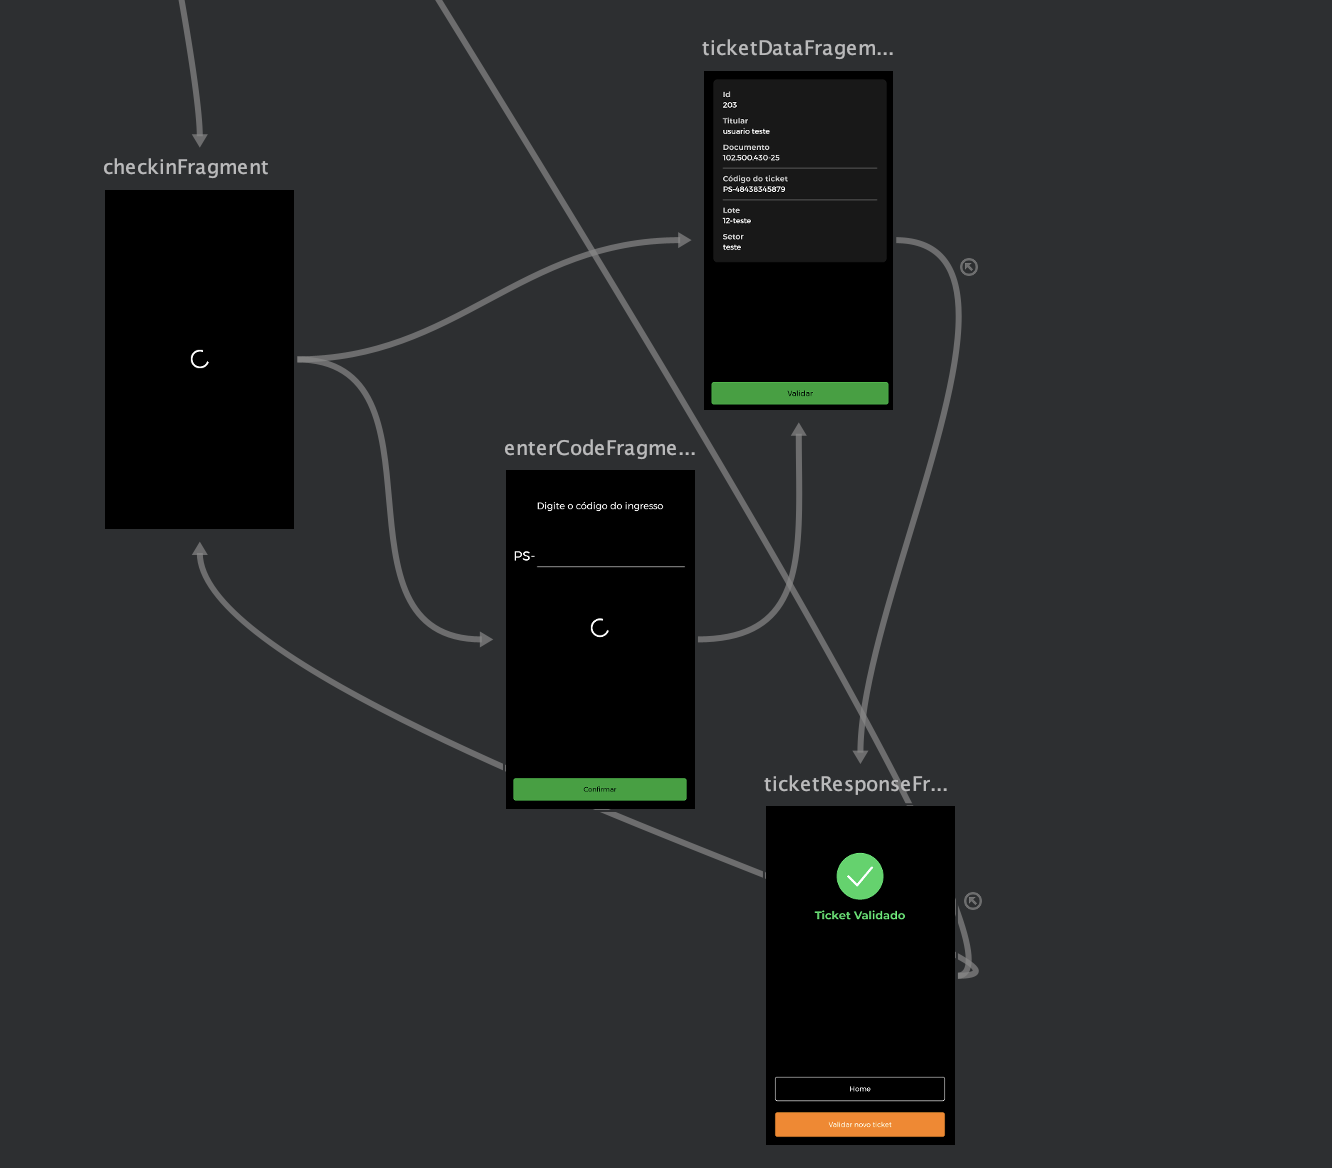 ticketDataFragem...
Id
203
Titular
usuario teste
Documento
102.500.430-25
Código do ticket
PS-48438345879
Lote
12-teste
Setor
teste
Validar
checkinFragment
enterCodeFragme...
Digite o código do ingresso
PS-
Confirmar
ticketResponseFr...
Ticket Validado
Home
Validar novo ticket